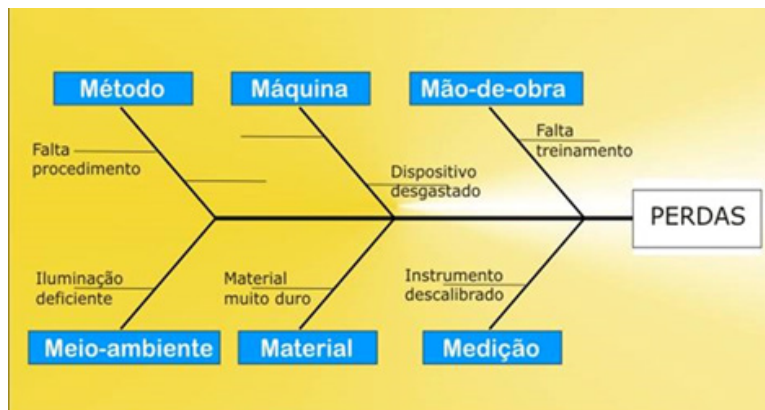 Método
Máquina
Mão-de-obra
Falta
procedimento
Dispositivo
desgastado
Falta
treinamento
PERDAS
Iluminação
deficiente
Material
muito duro
Instrumento
descalibrado
Meio-ambiente
Material
Medição